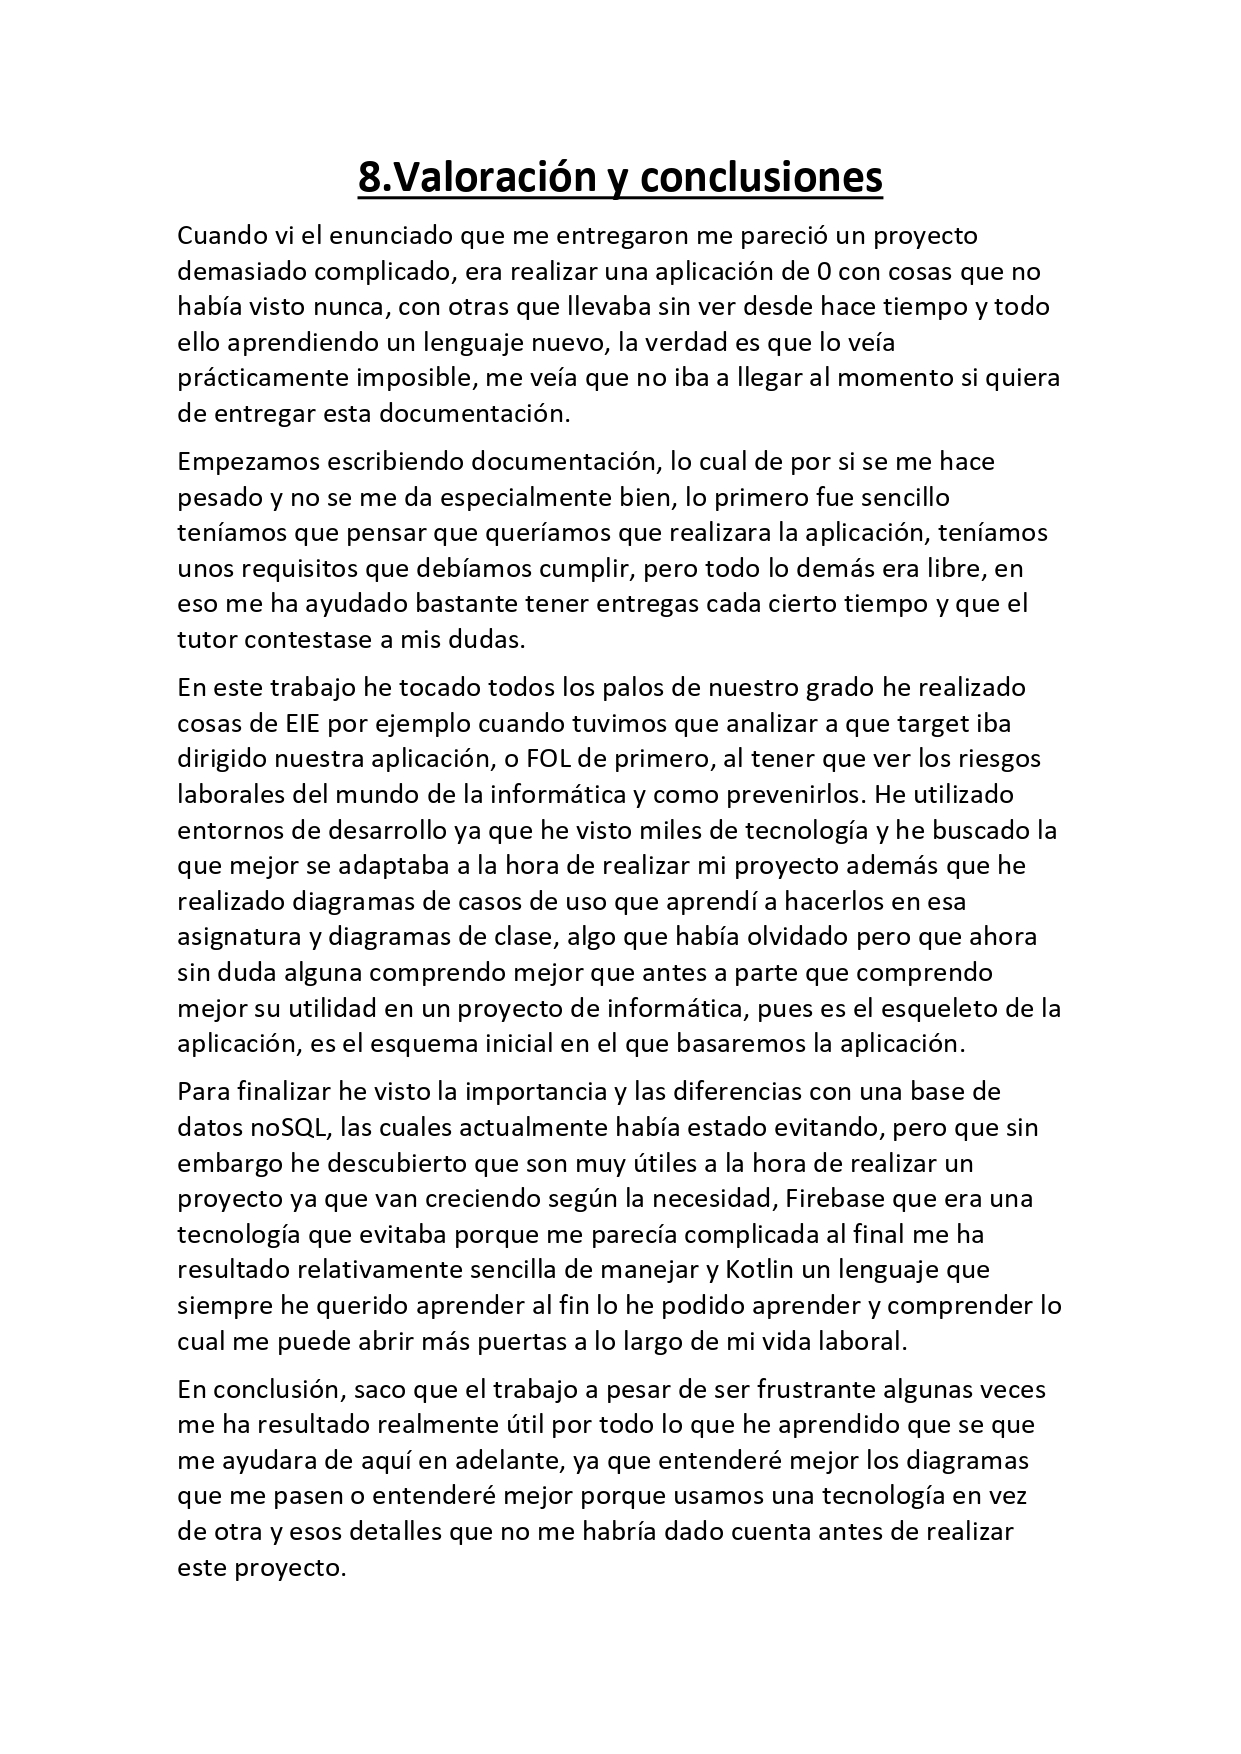 8.Valoración y conclusiones
Cuando vi el enunciado que me entregaron me pareció un proyecto
demasiado complicado, era realizar una aplicación de 0 con cosas que no
había visto nunca, con otras que llevaba sin ver desde hace tiempo y todo
ello aprendiendo un lenguaje nuevo, la verdad es que lo veía
prácticamente imposible, me veía que no iba a llegar al momento si quiera
de entregar esta documentación.
Empezamos escribiendo documentación, lo cual de por si se me hace
pesado y no se me da especialmente bien, lo primero fue sencillo
teníamos que pensar que queríamos que realizara la aplicación, teníamos
unos requisitos que debíamos cumplir, pero todo lo demás era libre, en
eso me ha ayudado bastante tener entregas cada cierto tiempo y que el
tutor contestase a mis dudas.
En este trabajo he tocado todos los palos de nuestro grado he realizado
cosas de EIE por ejemplo cuando tuvimos que analizar a que target iba
dirigido nuestra aplicación, o FOL de primero, al tener que ver los riesgos
laborales del mundo de la informática y como prevenirlos. He utilizado
entornos de desarrollo ya que he visto miles de tecnología y he buscado la
que mejor se adaptaba a la hora de realizar mi proyecto además que he
realizado diagramas de casos de uso que aprendí a hacerlos en esa
asignatura y diagramas de clase, algo que había olvidado pero que ahora
sin duda alguna comprendo mejor que antes a parte que comprendo
mejor su utilidad en un proyecto de informática, pues es el esqueleto de la
aplicación, es el esquema inicial en el que basaremos la aplicación.
Para finalizar he visto la importancia y las diferencias con una base de
datos noSQL, las cuales actualmente había estado evitando, pero que sin
embargo he descubierto que son muy útiles a la hora de realizar un
proyecto ya que van creciendo según la necesidad, Firebase que era una
tecnología que evitaba porque me parecía complicada al final me ha
resultado relativamente sencilla de manejar y Kotlin un lenguaje que
siempre he querido aprender al fin lo he podido aprender y comprender lo
cual me puede abrir más puertas a lo largo de mi vida laboral.
En conclusión, saco que el trabajo a pesar de ser frustrante algunas veces
me ha resultado realmente útil por todo lo que he aprendido que se que
me ayudara de aquí en adelante, ya que entenderé mejor los diagramas
que me pasen o entenderé mejor porque usamos una tecnología en vez
de otra y esos detalles que no me habría dado cuenta antes de realizar
este proyecto.